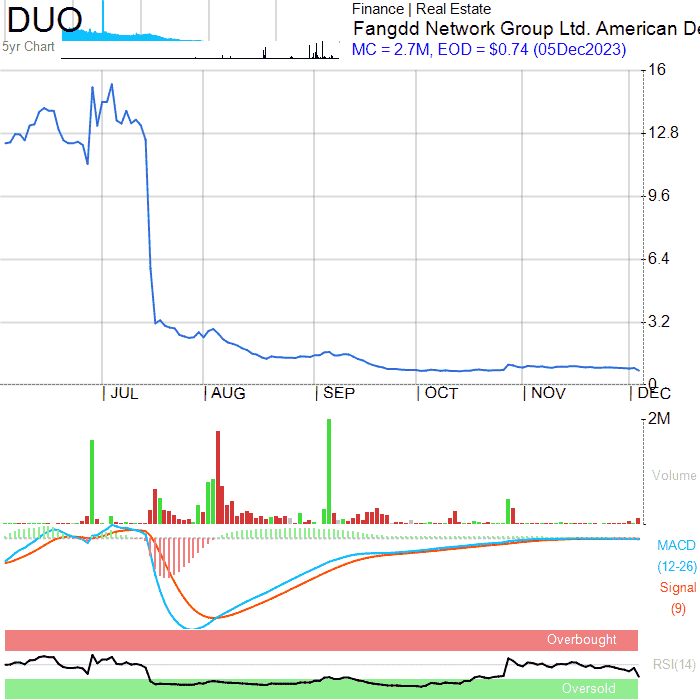 DUO
5yr Chart
Finance | Real Estate
Fangdd Network Group Ltd. American De
MC = 2.7M, EOD = $0.74 (05Dec2023)
16
12.8
9.6
6.4
3.2
0
| JUL
| AUG
| SEP
| OCT
| NOV
| DEC
2M
Volume
MACD
(12-26)
Signal
(9)
Overbought
RSI(14)
Oversold